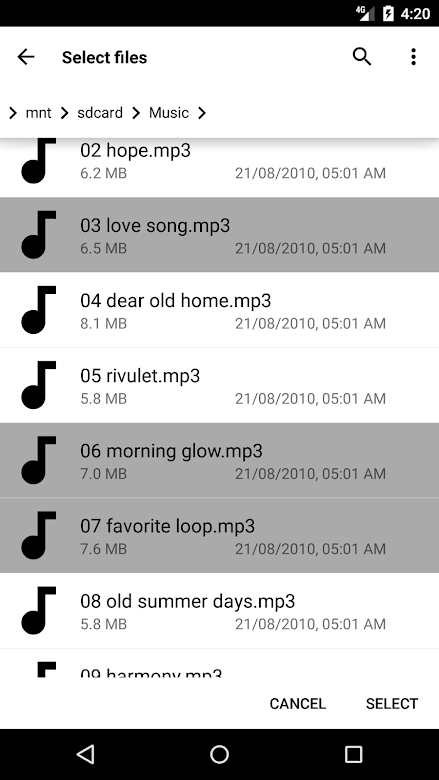 4G 4:20
Select files
mnt sdcard Music
02 hope.mp3
6.2 MB 21/08/2010, 05:01 AM
03 love song.mp3
6.5 MB 21/08/2010, 05:01 AM
04 dear old home.mp3
8.1 MB 21/08/2010, 05:01 AM
05 rivulet.mp3
5.8 MB 21/08/2010, 05:01 AM
06 morning glow.mp3
7.0 MB 21/08/2010, 05:01 AM
07 favorite loop.mp3
7.6 MB 21/08/2010, 05:01 AM
08 old summer days.mp3
5.8 MB 21/08/2010, 05:01 AM
09 harmony.mp3
CANCEL SELECT